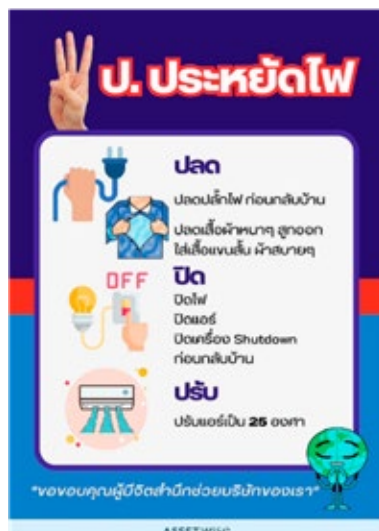 ป. ประหยัดไฟ
ปลด
ปลดปลั๊กไฟ ก่อนกลับบ้าน
ปลดเสื้อผ้าหนาๆ สูทออก
ใส่เสื้อแขนสั้น ผ้าสบายๆ
OFF
ปิด
ปิดไฟ
ปิดแอร์
ปิดเครื่อง Shutdown
ก่อนกลับบ้าน
ปรับ
ปรับแอร์เป็น 25 องศา
"ขอขอบคุณผู้มีจิตสำนึกช่วยบริษัทของเรา"